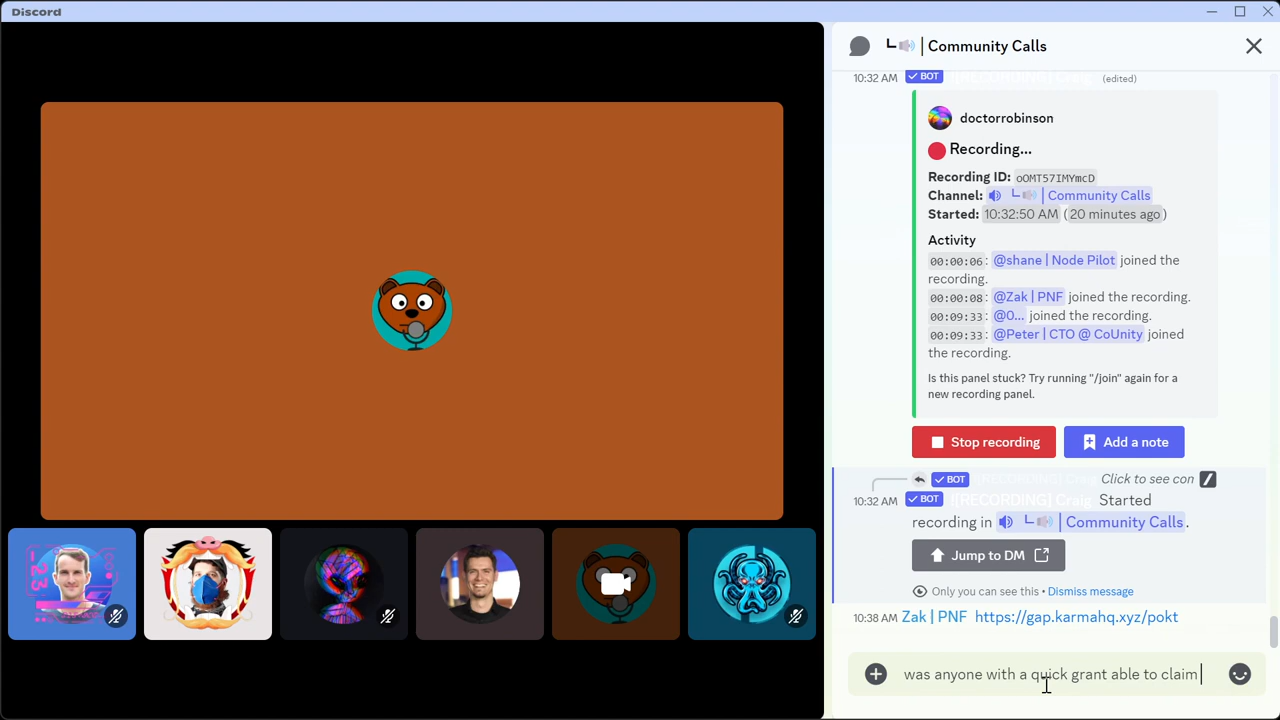 Discord
┗🔊 | Community Calls
10:32 AM ✓ BOT ![RECORDING] Craig (edited)
doctorrobinson
Recording...
Recording ID: oOMT57IMYmcD
Channel: ┗🔊 | Community Calls
Started: 10:32:50 AM (20 minutes ago)
Activity
00:00:06: @shane | Node Pilot joined the
recording.
00:00:08: @Zak | PNF joined the recording.
00:09:33: @0... joined the recording.
00:09:33: @Peter | CTO @ CoUnity joined
the recording.
Is this panel stuck? Try running "/join" again for a
new recording panel.
Stop recording
Add a note
✓ BOT ![RECORDING] Craig Click to see con
10:32 AM ✓ BOT ![RECORDING] Craig Started
recording in ┗🔊 | Community Calls.
Jump to DM
Only you can see this • Dismiss message
10:38 AM Zak | PNF https://gap.karmahq.xyz/pokt
was anyone with a quick grant able to claim